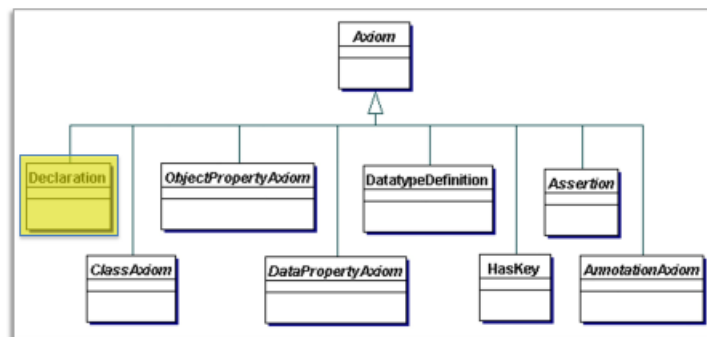 Axiom
Declaration
ObjectPropertyAxiom
DatatypeDefinition
Assertion
ClassAxiom
DataPropertyAxiom
HasKey
AnnotationAxiom